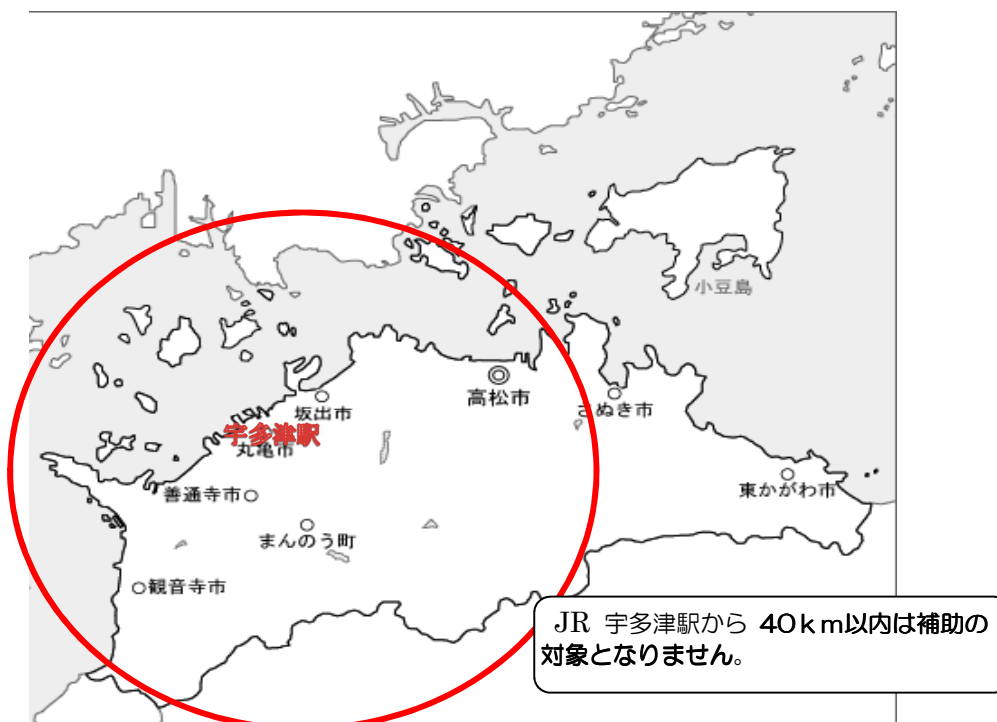 小豆島
高松市
坂出市
さぬき市
宇多津駅
丸亀市
善通寺市
東かがわ市
まんのう町
観音寺市
JR 宇多津駅から 40km以内は補助の
対象となりません。